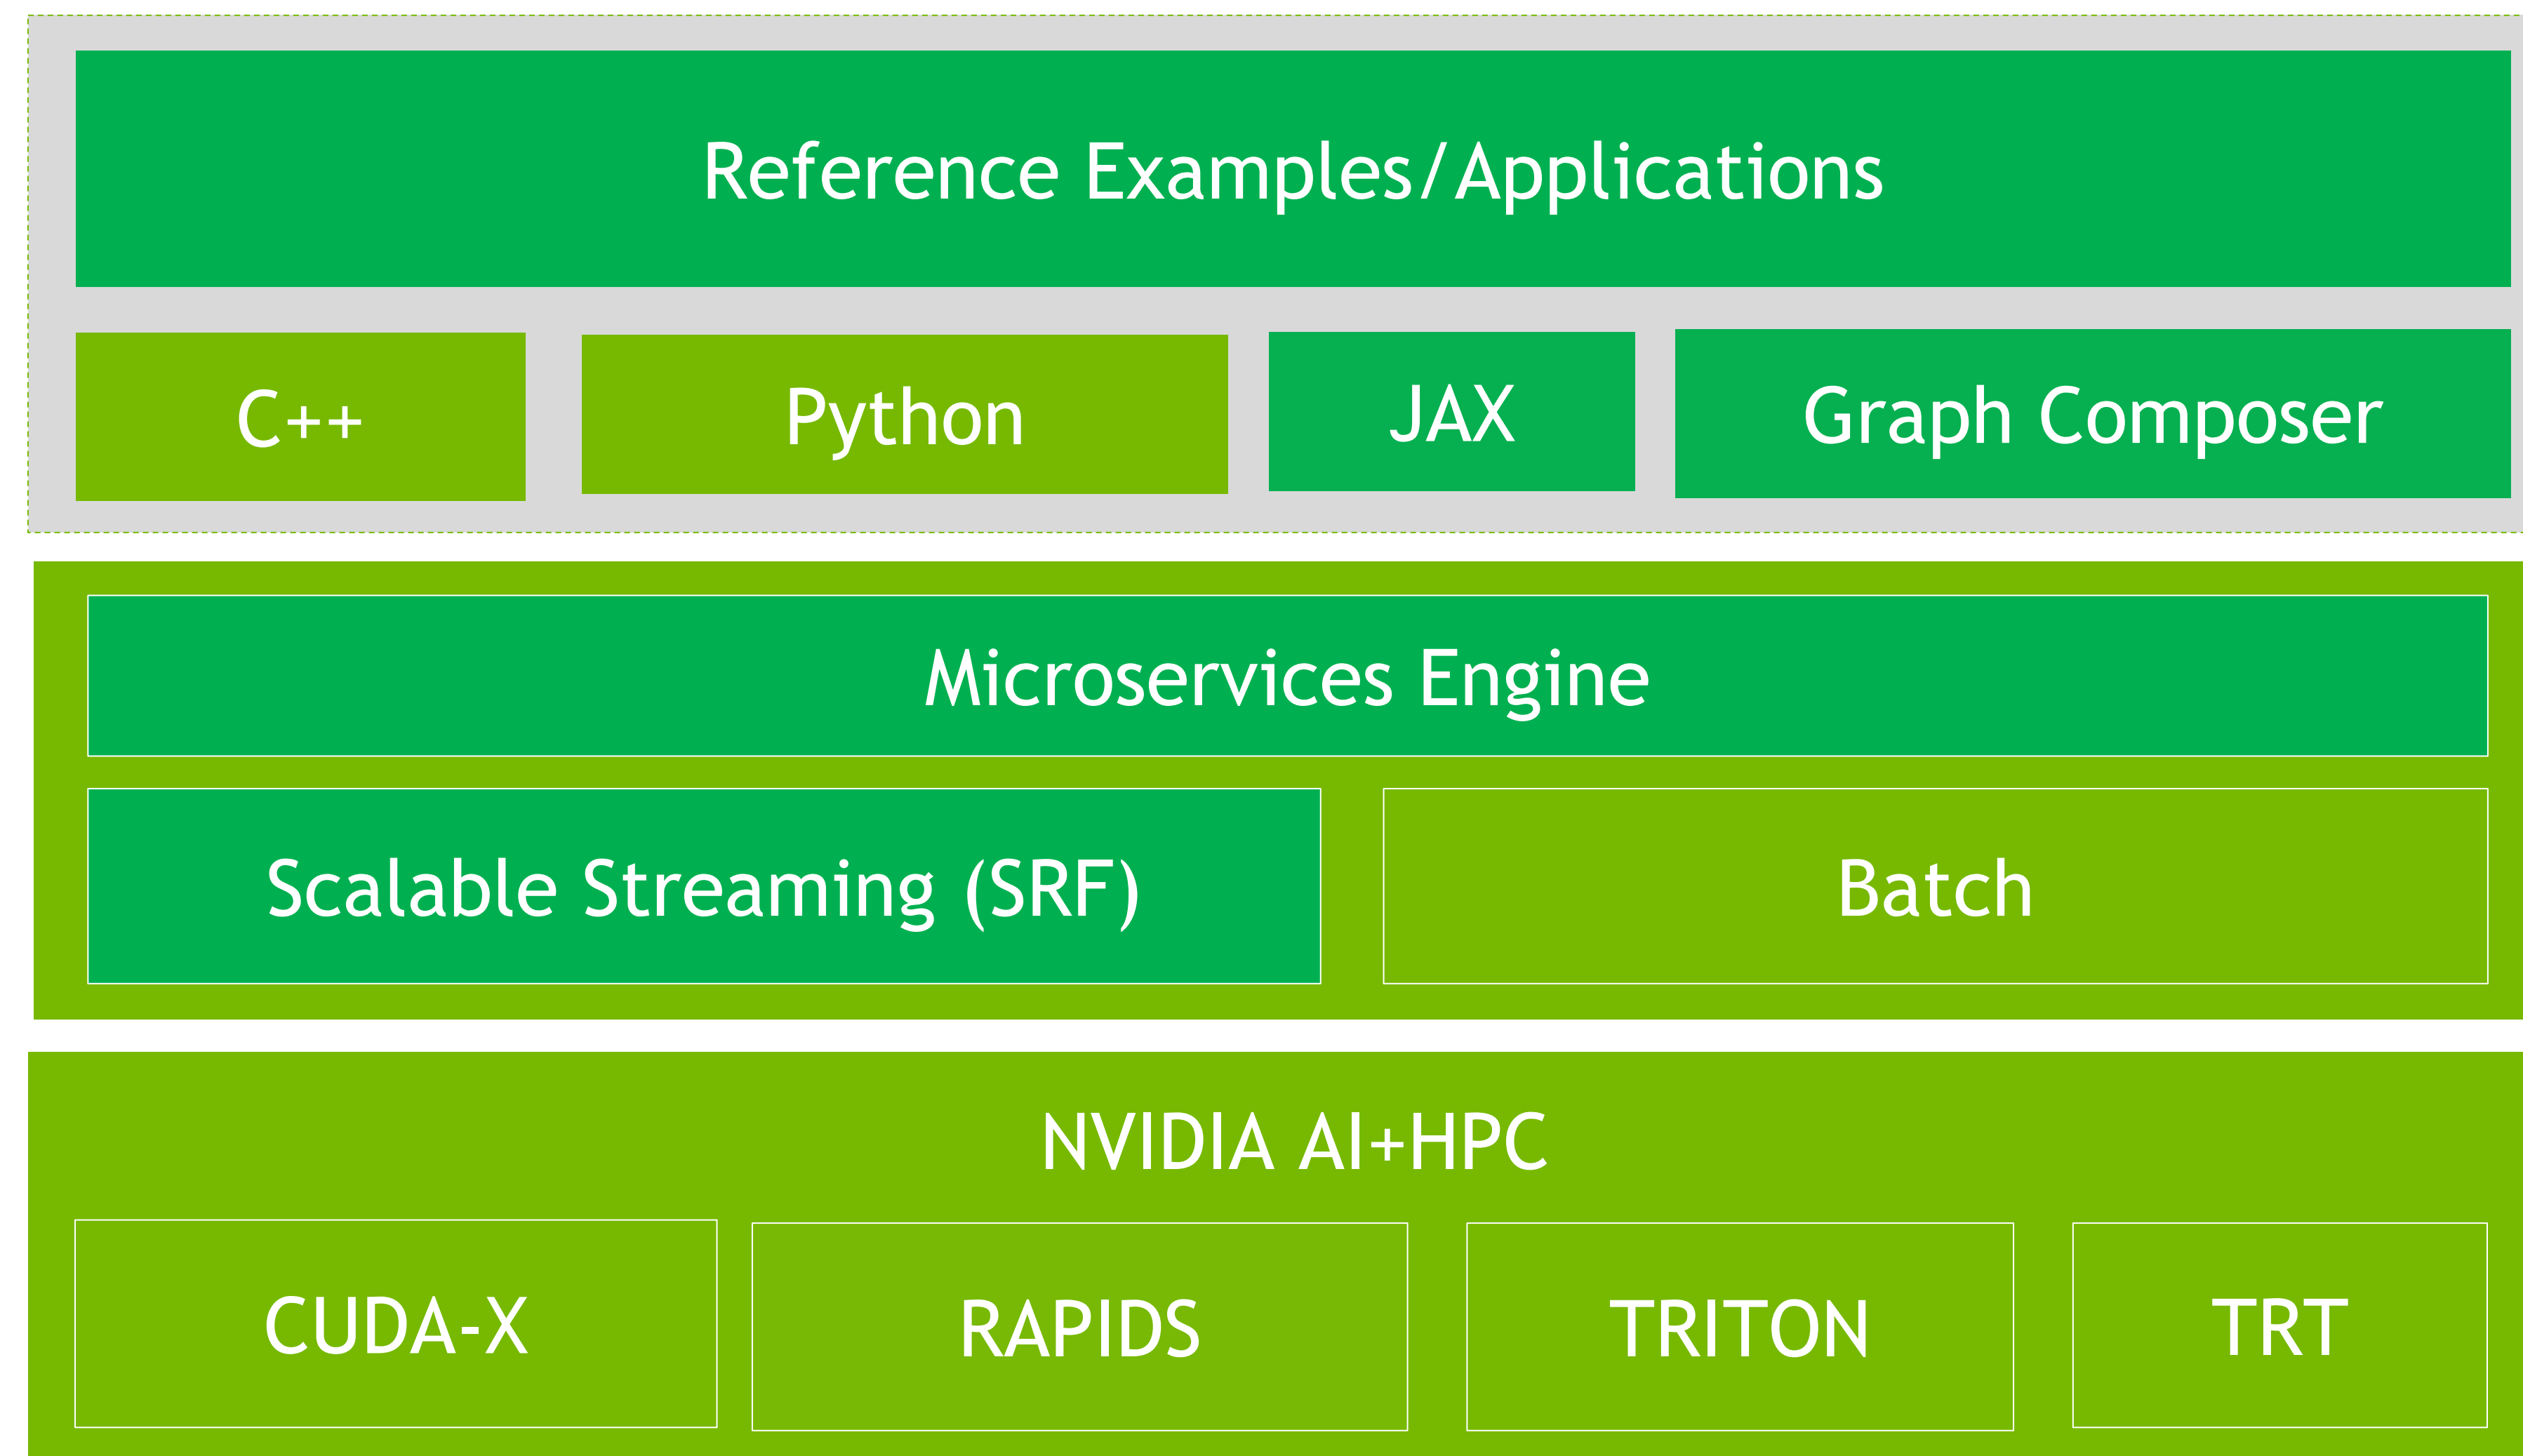 Reference Examples/Applications
C++
Python
JAX
Graph Composer
Microservices Engine
Scalable Streaming (SRF)
Batch
NVIDIA AI+HPC
CUDA-X
RAPIDS
TRITON
TRT